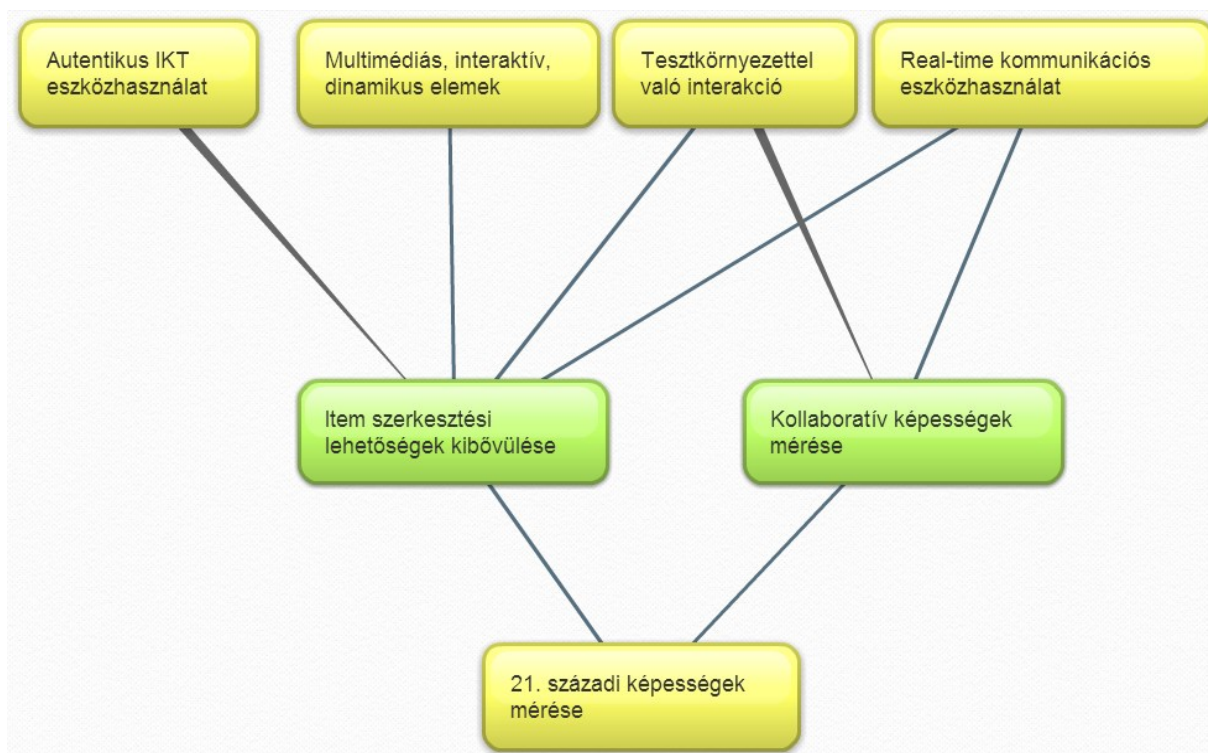 Autentikus IKT
eszközhasználat
Multimédiás, interaktív,
dinamikus elemek
Tesztkörnyezettel
való interakció
Real-time kommunikációs
eszközhasználat
Item szerkesztési
lehetőségek kibővülése
Kollaboratív képességek
mérése
21. századi képességek
mérése